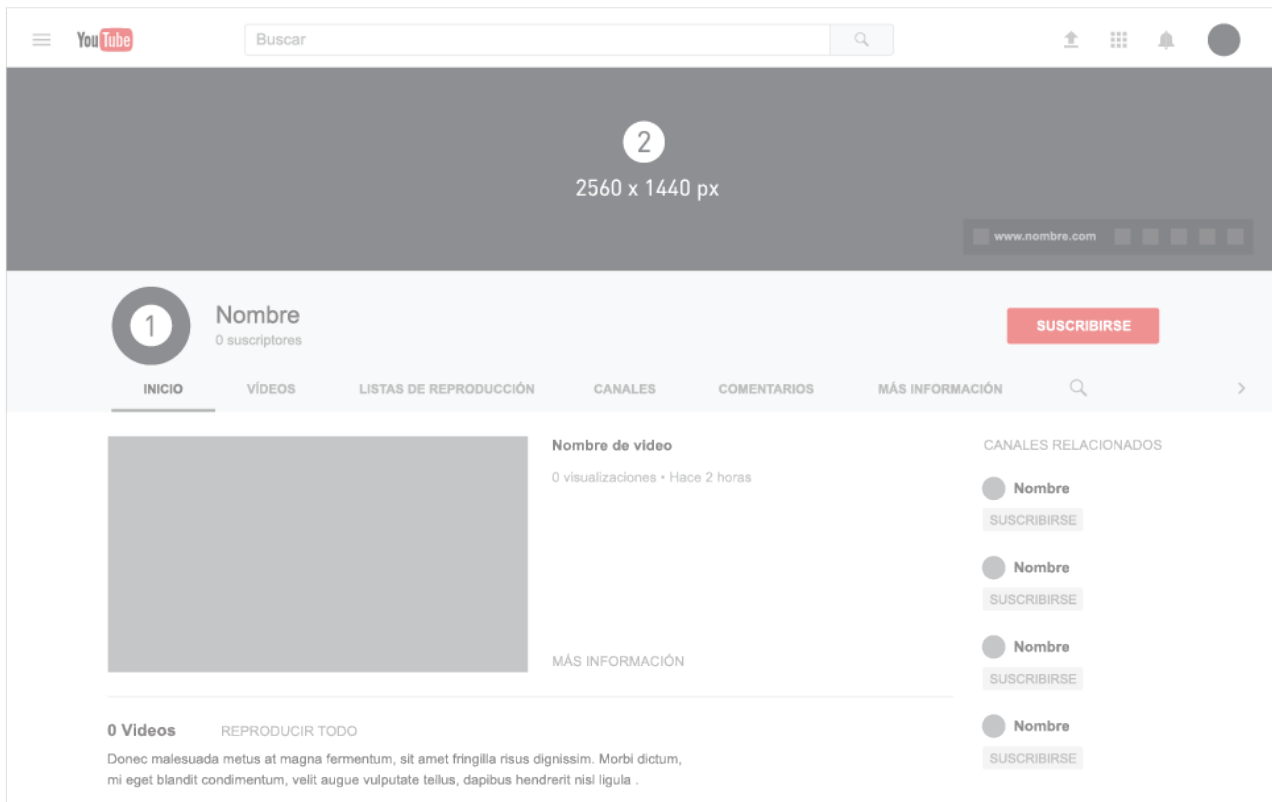 YouTube
Buscar
2
2560 x 1440 px
www.nombre.com
1
Nombre
0 suscriptores
SUSCRIBIRSE
INICIO
VÍDEOS
LISTAS DE REPRODUCCIÓN
CANALES
COMENTARIOS
MÁS INFORMACIÓN
Nombre de video
0 visualizaciones • Hace 2 horas
MÁS INFORMACIÓN
CANALES RELACIONADOS
Nombre
SUSCRIBIRSE
Nombre
SUSCRIBIRSE
Nombre
SUSCRIBIRSE
Nombre
SUSCRIBIRSE
0 Videos
REPRODUCIR TODO
Donec malesuada metus at magna fermentum, sit amet fringilla risus dignissim. Morbi dictum,
mi eget blandit condimentum, velit augue vulputate tellus, dapibus hendrerit nisl ligula .